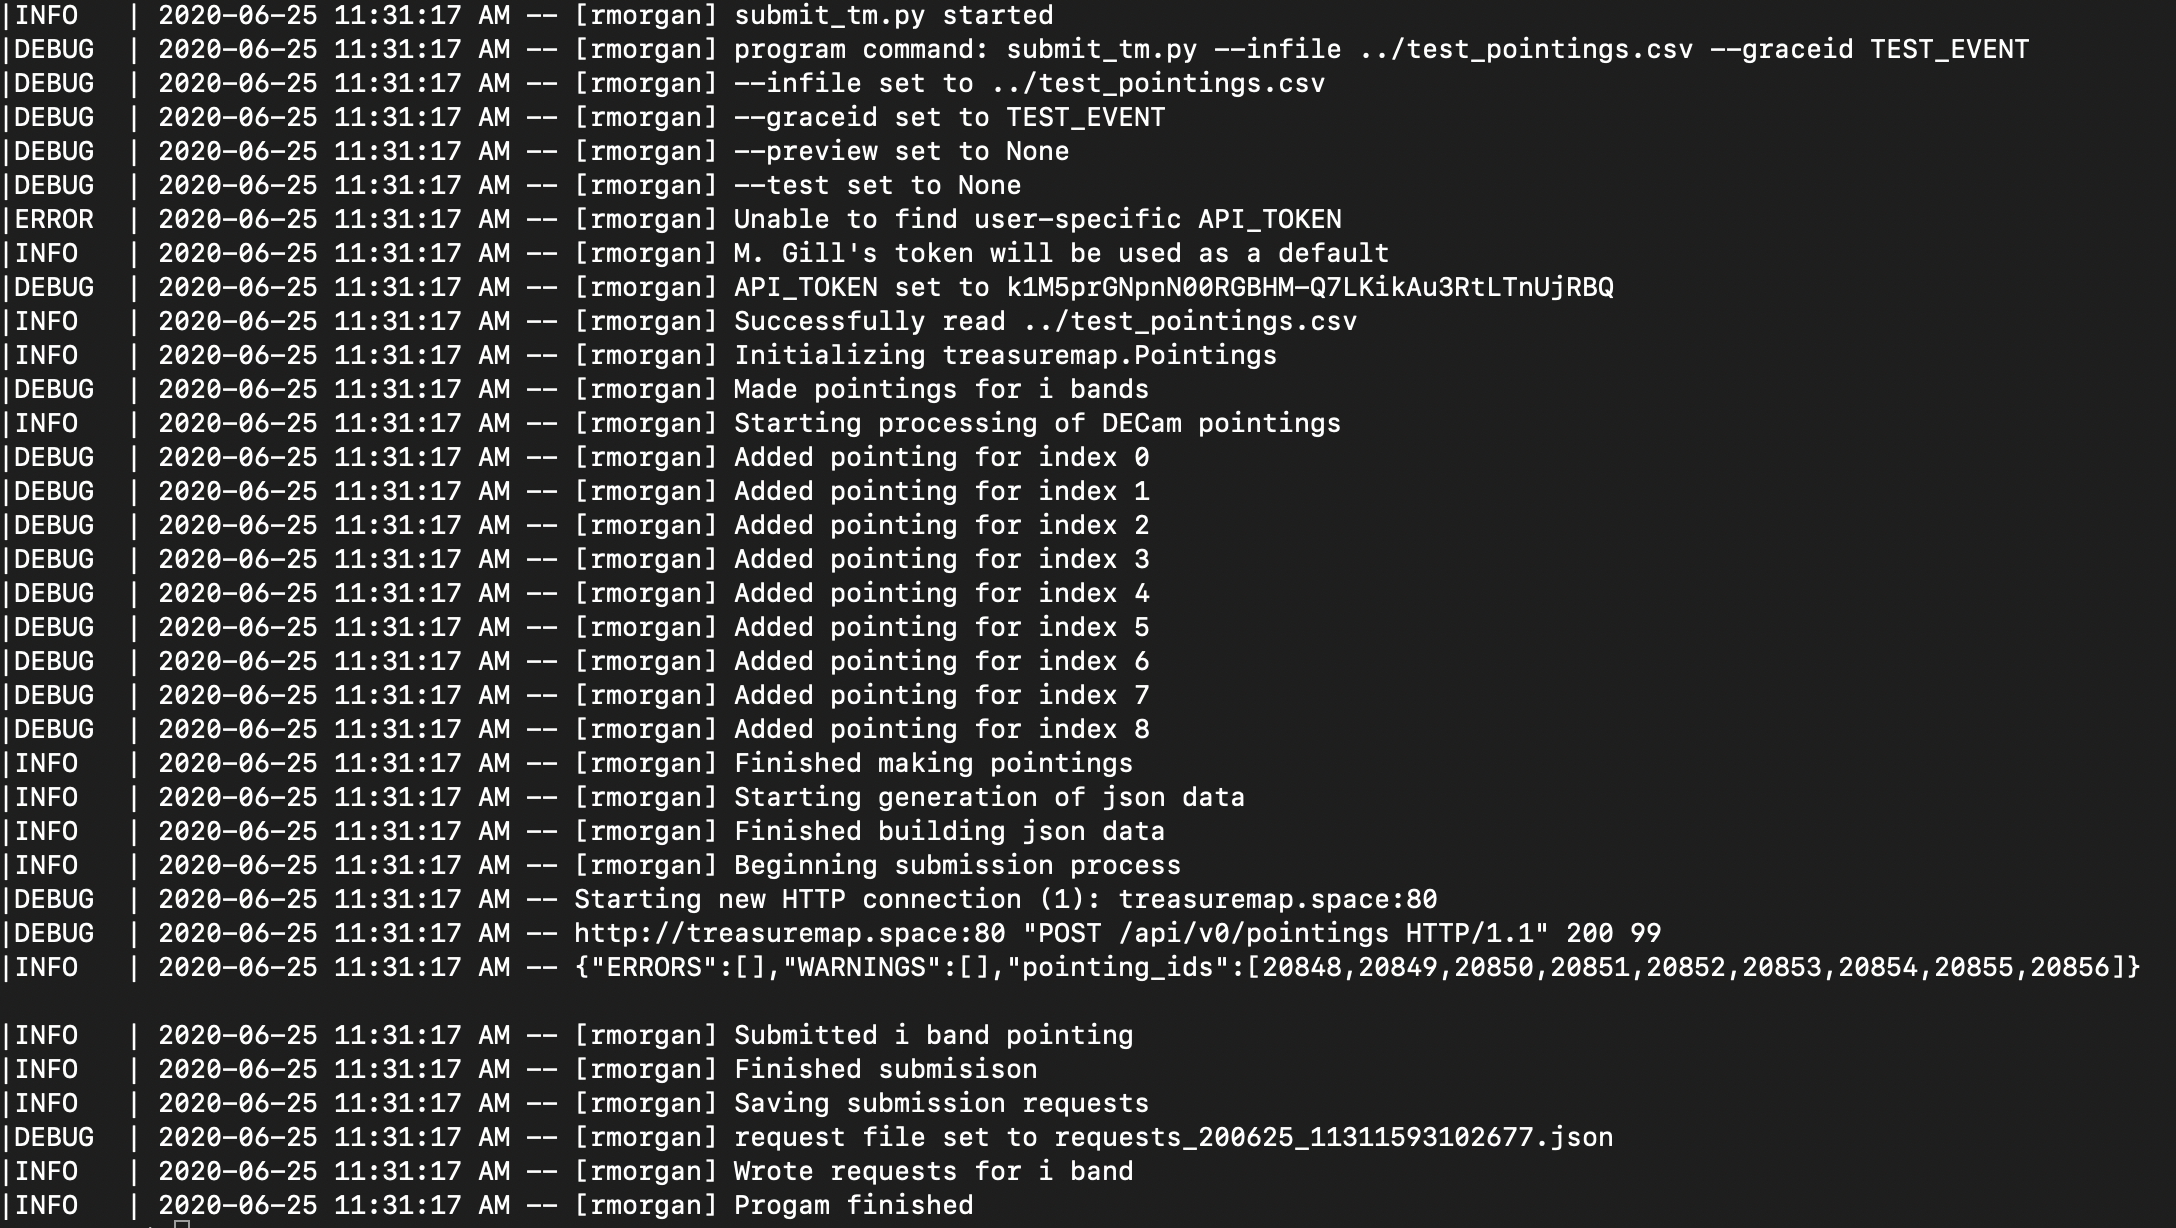 |INFO   | 2020-06-25 11:31:17 AM -- [rmorgan] submit_tm.py started
|DEBUG  | 2020-06-25 11:31:17 AM -- [rmorgan] program command: submit_tm.py --infile ../test_pointings.csv --graceid TEST_EVENT
|DEBUG  | 2020-06-25 11:31:17 AM -- [rmorgan] --infile set to ../test_pointings.csv
|DEBUG  | 2020-06-25 11:31:17 AM -- [rmorgan] --graceid set to TEST_EVENT
|DEBUG  | 2020-06-25 11:31:17 AM -- [rmorgan] --preview set to None
|DEBUG  | 2020-06-25 11:31:17 AM -- [rmorgan] --test set to None
|ERROR  | 2020-06-25 11:31:17 AM -- [rmorgan] Unable to find user-specific API_TOKEN
|INFO   | 2020-06-25 11:31:17 AM -- [rmorgan] M. Gill's token will be used as a default
|DEBUG  | 2020-06-25 11:31:17 AM -- [rmorgan] API_TOKEN set to k1M5prGNpnN00RGBHM-Q7LKikAu3RtLTnUjRBQ
|INFO   | 2020-06-25 11:31:17 AM -- [rmorgan] Successfully read ../test_pointings.csv
|INFO   | 2020-06-25 11:31:17 AM -- [rmorgan] Initializing treasuremap.Pointings
|DEBUG  | 2020-06-25 11:31:17 AM -- [rmorgan] Made pointings for i bands
|INFO   | 2020-06-25 11:31:17 AM -- [rmorgan] Starting processing of DECam pointings
|DEBUG  | 2020-06-25 11:31:17 AM -- [rmorgan] Added pointing for index 0
|DEBUG  | 2020-06-25 11:31:17 AM -- [rmorgan] Added pointing for index 1
|DEBUG  | 2020-06-25 11:31:17 AM -- [rmorgan] Added pointing for index 2
|DEBUG  | 2020-06-25 11:31:17 AM -- [rmorgan] Added pointing for index 3
|DEBUG  | 2020-06-25 11:31:17 AM -- [rmorgan] Added pointing for index 4
|DEBUG  | 2020-06-25 11:31:17 AM -- [rmorgan] Added pointing for index 5
|DEBUG  | 2020-06-25 11:31:17 AM -- [rmorgan] Added pointing for index 6
|DEBUG  | 2020-06-25 11:31:17 AM -- [rmorgan] Added pointing for index 7
|DEBUG  | 2020-06-25 11:31:17 AM -- [rmorgan] Added pointing for index 8
|INFO   | 2020-06-25 11:31:17 AM -- [rmorgan] Finished making pointings
|INFO   | 2020-06-25 11:31:17 AM -- [rmorgan] Starting generation of json data
|INFO   | 2020-06-25 11:31:17 AM -- [rmorgan] Finished building json data
|INFO   | 2020-06-25 11:31:17 AM -- [rmorgan] Beginning submission process
|DEBUG  | 2020-06-25 11:31:17 AM -- Starting new HTTP connection (1): treasuremap.space:80
|DEBUG  | 2020-06-25 11:31:17 AM -- http://treasuremap.space:80 "POST /api/v0/pointings HTTP/1.1" 200 99
|INFO   | 2020-06-25 11:31:17 AM -- {"ERRORS":[],"WARNINGS":[],"pointing_ids":[20848,20849,20850,20851,20852,20853,20854,20855,20856]}
|INFO   | 2020-06-25 11:31:17 AM -- [rmorgan] Submitted i band pointing
|INFO   | 2020-06-25 11:31:17 AM -- [rmorgan] Finished submisison
|INFO   | 2020-06-25 11:31:17 AM -- [rmorgan] Saving submission requests
|DEBUG  | 2020-06-25 11:31:17 AM -- [rmorgan] request file set to requests_200625_11311593102677.json
|INFO   | 2020-06-25 11:31:17 AM -- [rmorgan] Wrote requests for i band
|INFO   | 2020-06-25 11:31:17 AM -- [rmorgan] Progam finished